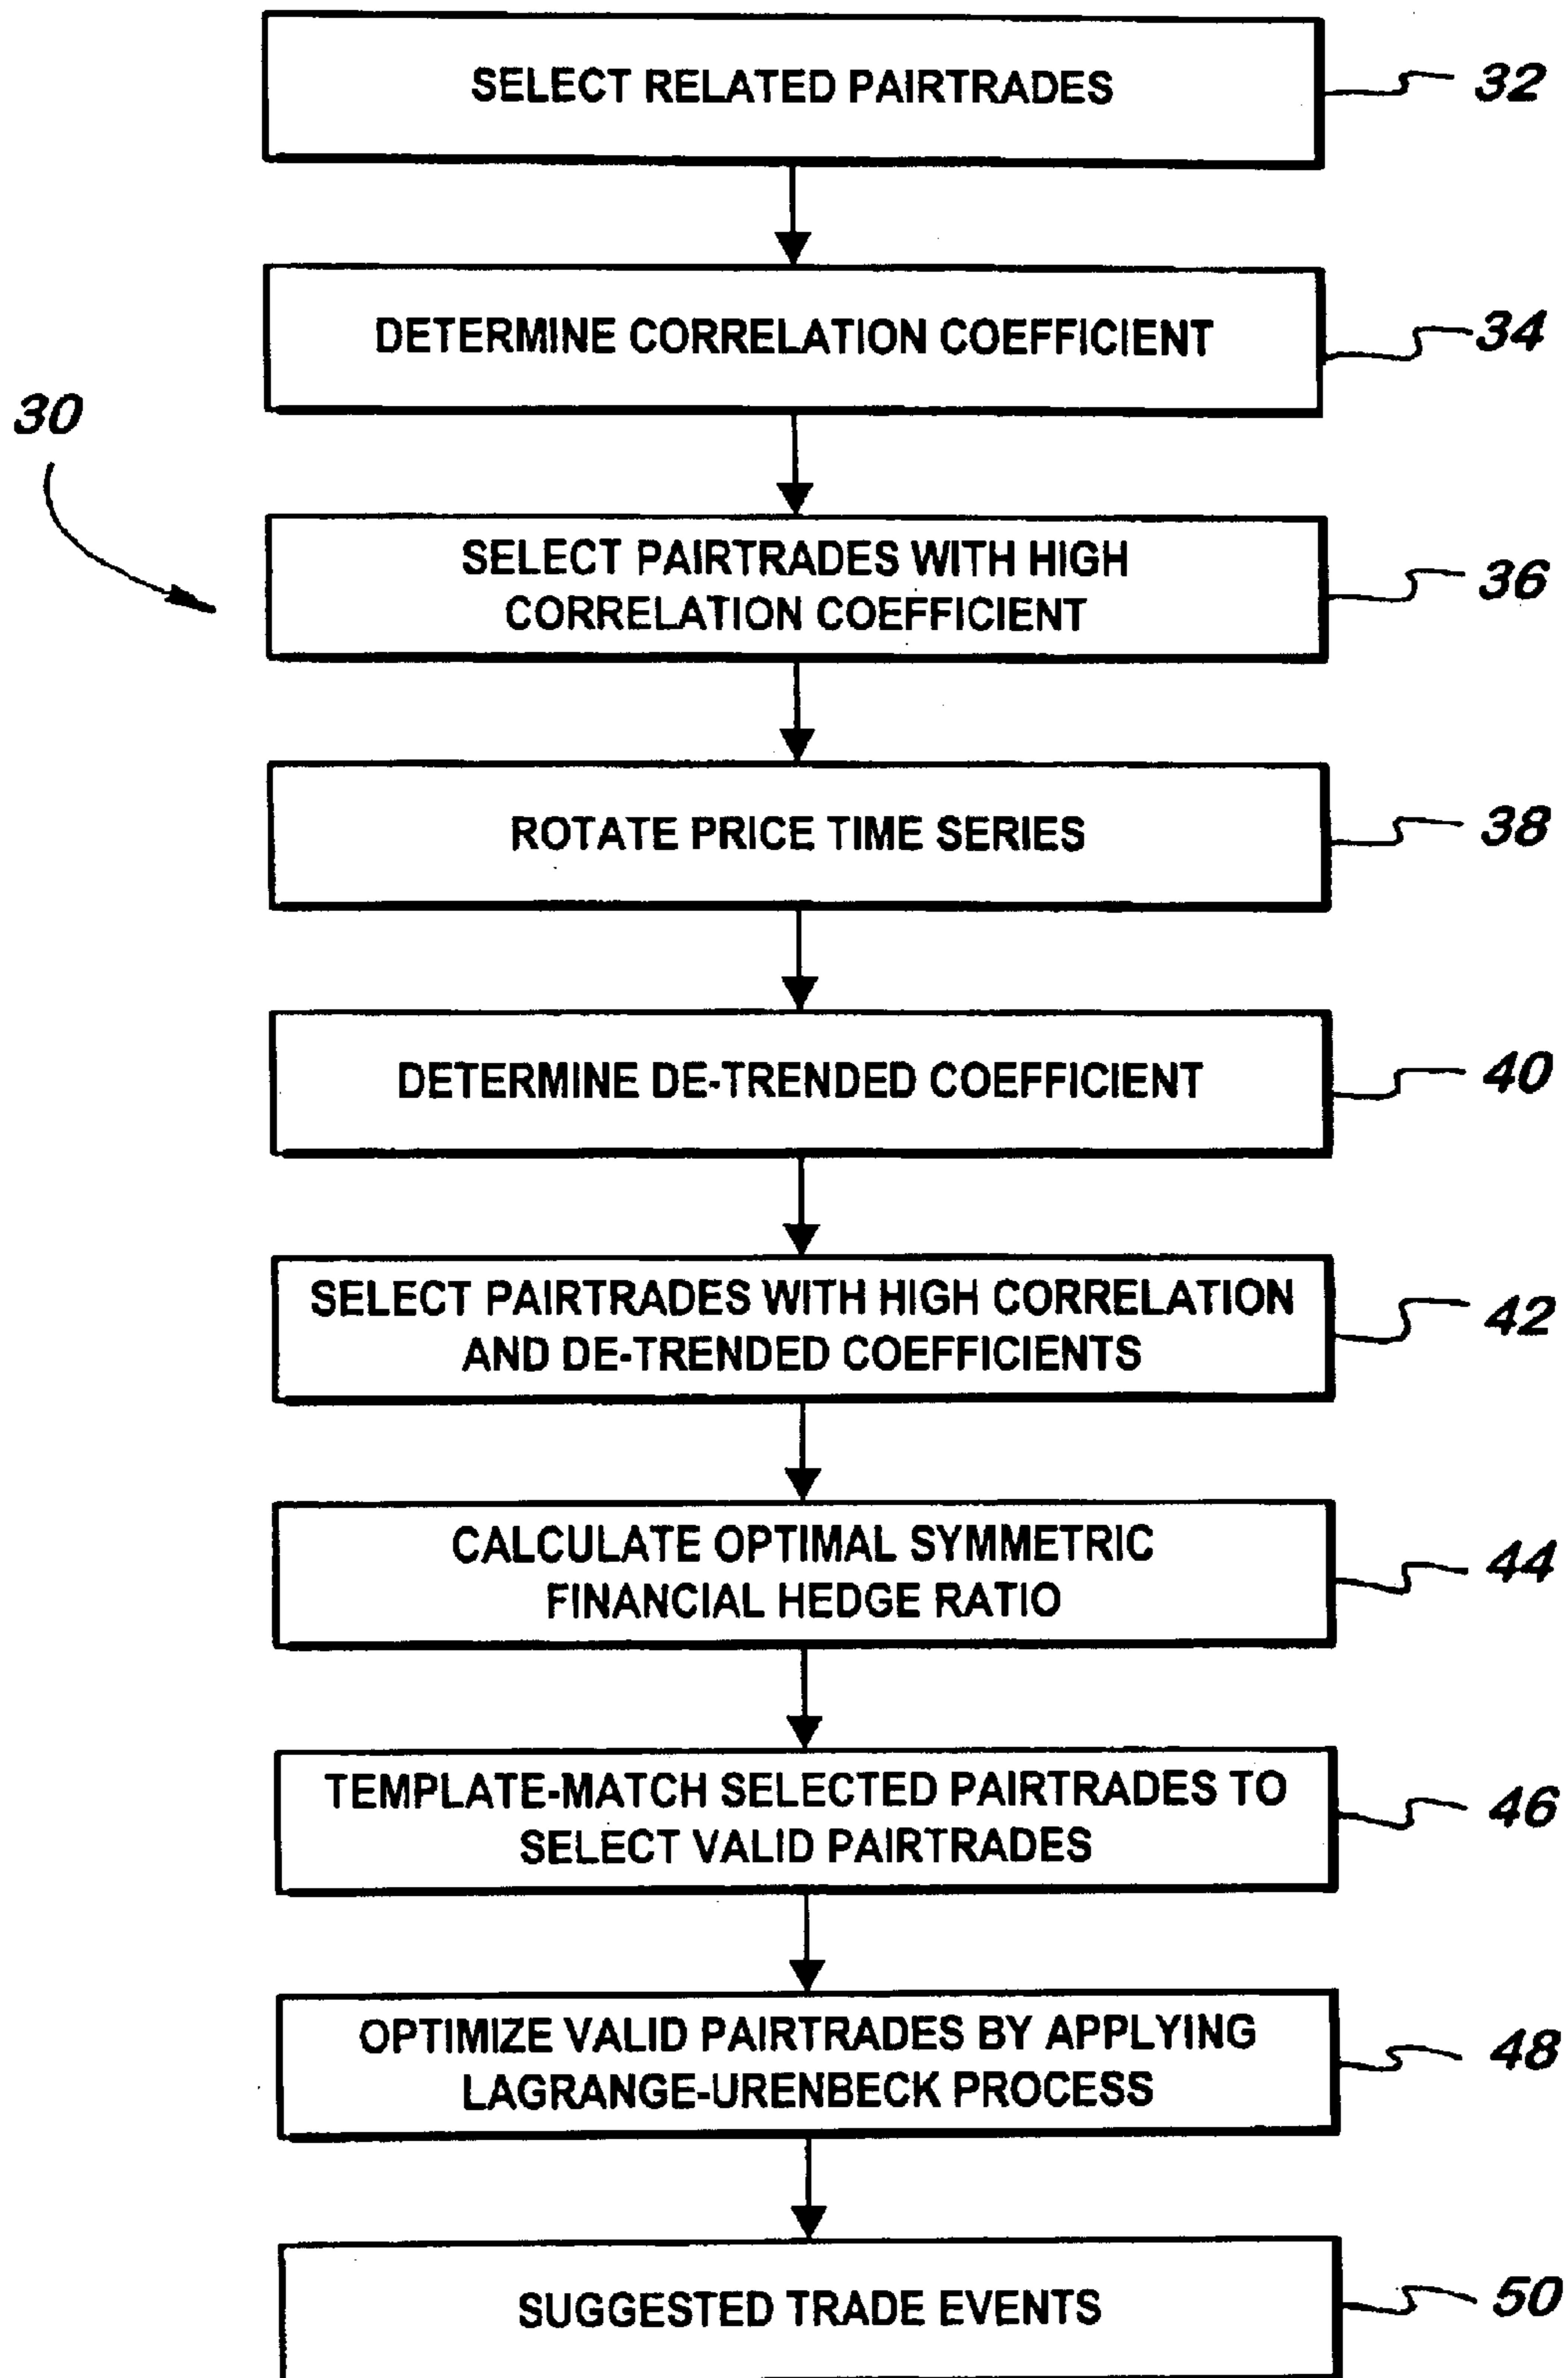 SELECT RELATED PAIRTRADES
32
DETERMINE CORRELATION COEFFICIENT
34
30
SELECT PAIRTRADES WITH HIGH
CORRELATION COEFFICIENT
36
ROTATE PRICE TIME SERIES
38
DETERMINE DE-TRENDED COEFFICIENT
40
SELECT PAIRTRADES WITH HIGH CORRELATION
AND DE-TRENDED COEFFICIENTS
42
CALCULATE OPTIMAL SYMMETRIC
FINANCIAL HEDGE RATIO
44
TEMPLATE-MATCH SELECTED PAIRTRADES TO
SELECT VALID PAIRTRADES
46
OPTIMIZE VALID PAIRTRADES BY APPLYING
LAGRANGE-URENBECK PROCESS
48
SUGGESTED TRADE EVENTS
50